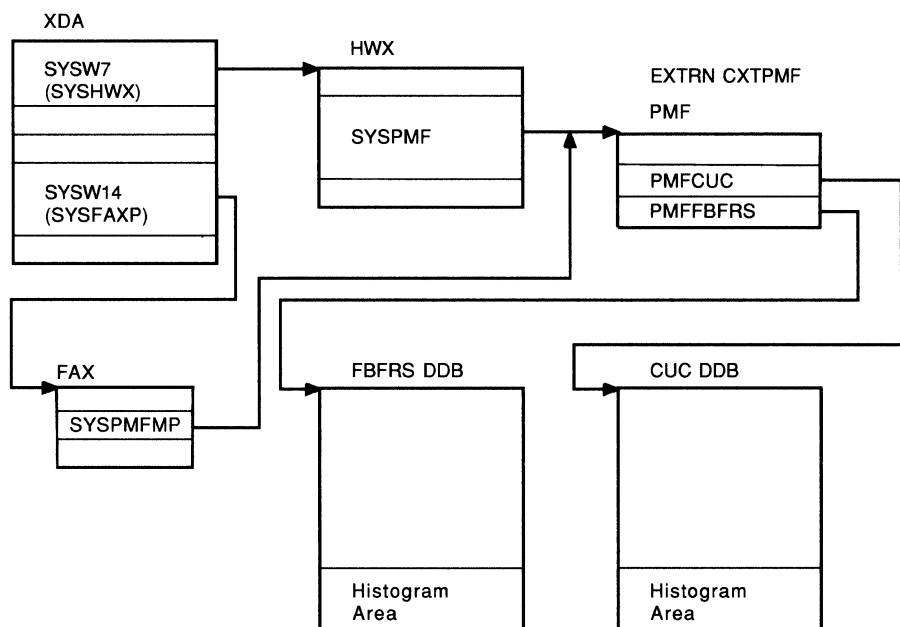 XDA
SYSW7
(SYSHWX)
SYSW14
(SYSFAXP)
HWX
SYSPMF
EXTRN CXTPMF
PMF
PMFCUC
PMFFBFRS
FAX
SYSPMFMP
FBFRS DDB
Histogram
Area
CUC DDB
Histogram
Area